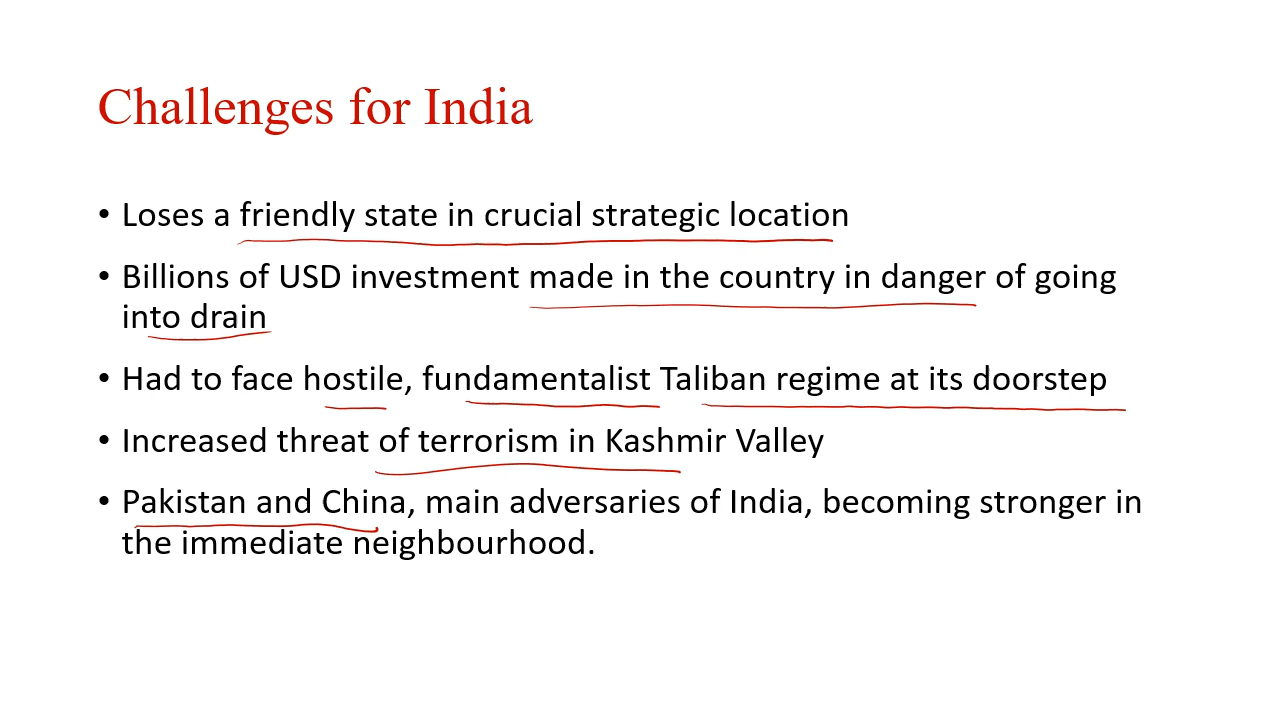 Challenges for India
• Loses a friendly state in crucial strategic location
• Billions of USD investment made in the country in danger of going
into drain
• Had to face hostile, fundamentalist Taliban regime at its doorstep
• Increased threat of terrorism in Kashmir Valley
• Pakistan and China, main adversaries of India, becoming stronger in
the immediate neighbourhood.